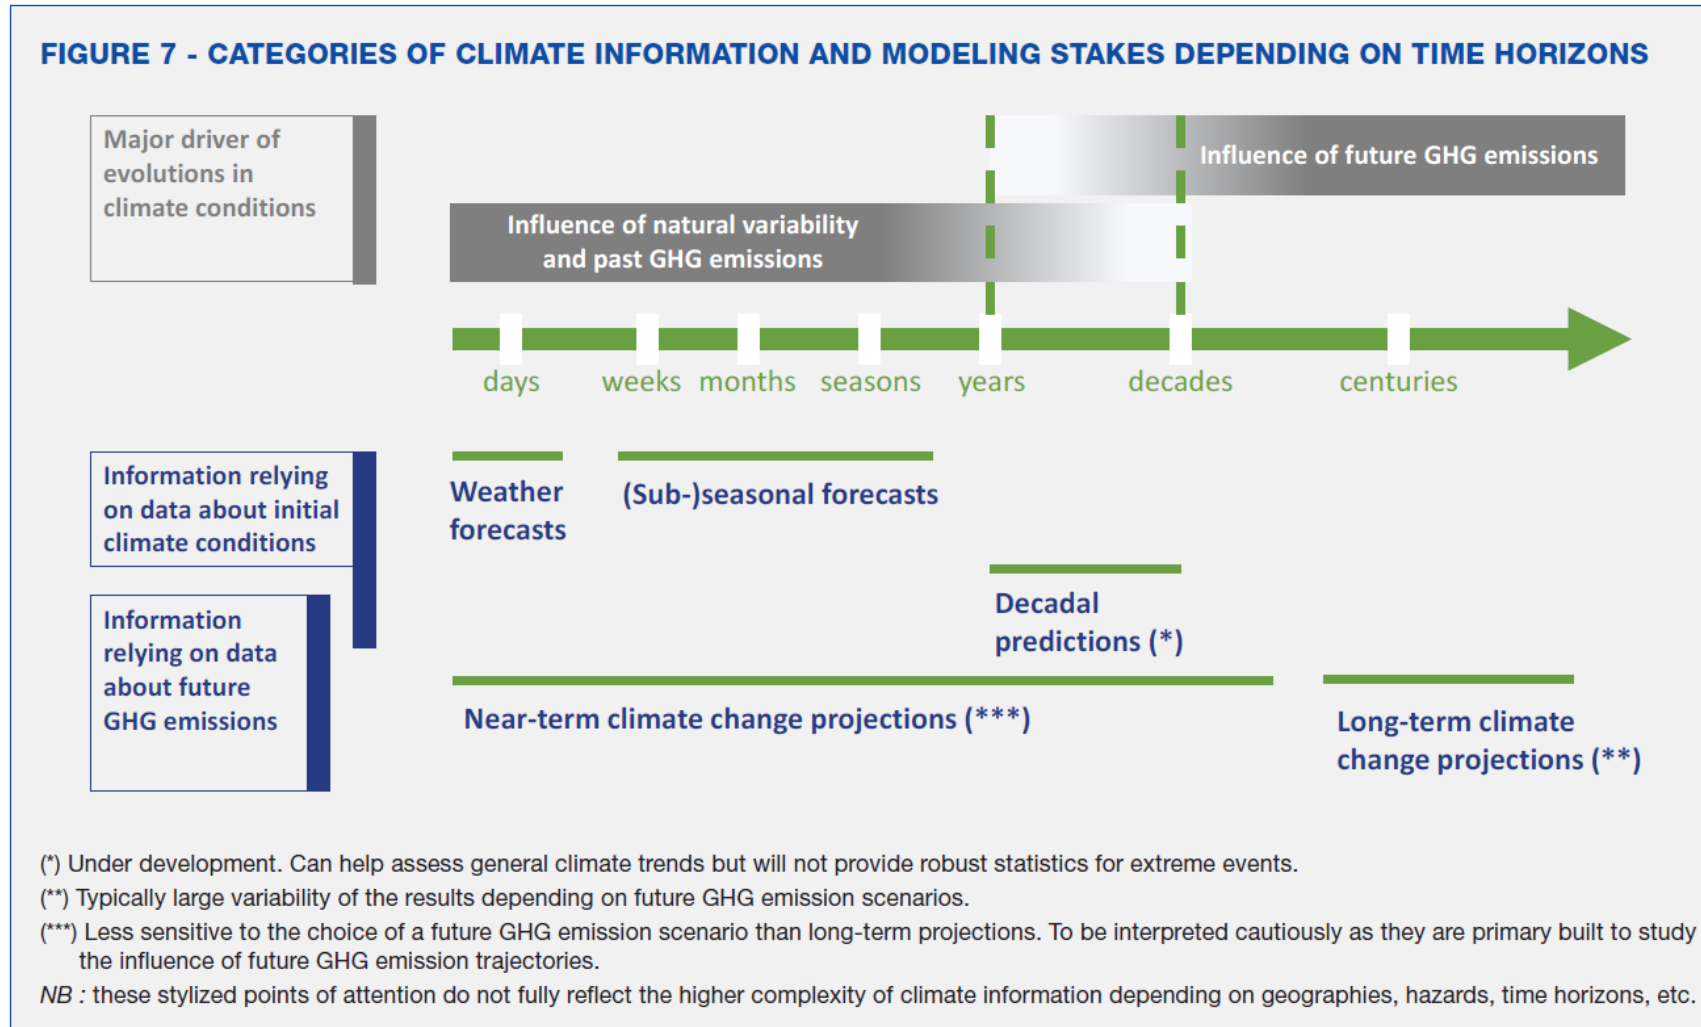 FIGURE 7 - CATEGORIES OF CLIMATE INFORMATION AND MODELING STAKES DEPENDING ON TIME HORIZONS
Major driver of
evolutions in
climate conditions
Influence of future GHG emissions
Influence of natural variability
and past GHG emissions
days
weeks
months
seasons
years
decades
centuries
Information relying
on data about initial
climate conditions
Weather
forecasts
(Sub-)seasonal forecasts
Information
relying on data
about future
GHG emissions
Decadal
predictions (*)
Near-term climate change projections (***)
Long-term climate
change projections (**)
(*) Under development. Can help assess general climate trends but will not provide robust statistics for extreme events.
(**) Typically large variability of the results depending on future GHG emission scenarios.
(***) Less sensitive to the choice of a future GHG emission scenario than long-term projections. To be interpreted cautiously as they are primary built to study
the influence of future GHG emission trajectories.
NB : these stylized points of attention do not fully reflect the higher complexity of climate information depending on geographies, hazards, time horizons, etc.